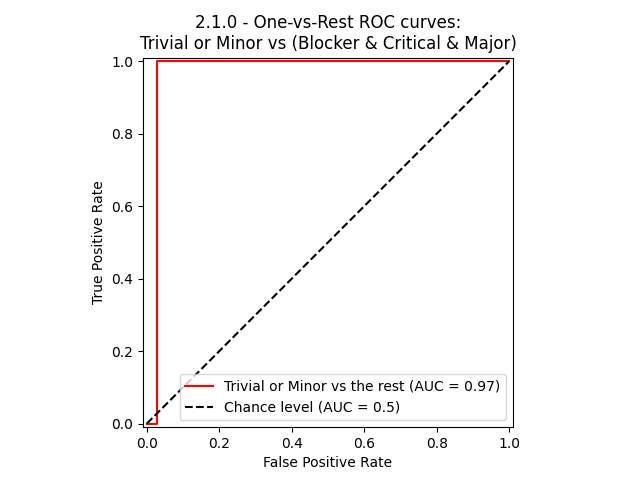 2.1.0 - One-vs-Rest ROC curves:
Trivial or Minor vs (Blocker & Critical & Major)
1.0
0.8
0.6
0.4
0.2
0.0
True Positive Rate
Trivial or Minor vs the rest (AUC = 0.97)
Chance level (AUC = 0.5)
0.0 0.2 0.4 0.6 0.8 1.0
False Positive Rate